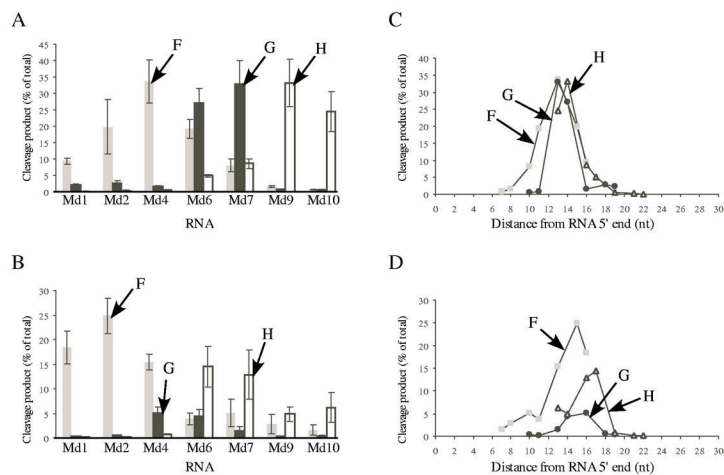 A
Cleavage product (% of total)
45
40
35
30
25
20
15
10
5
0
F
G
H
Md1 Md2 Md4 Md6 Md7 Md9 Md10
RNA
C
Cleavage product (% of total)
40
35
30
25
20
15
10
5
0
F
G
H
0 2 4 6 8 10 12 14 16 18 20 22 24 26 28 30
Distance from RNA 5' end (nt)
B
Cleavage product (% of total)
30
25
20
15
10
5
0
F
G
H
Md1 Md2 Md4 Md6 Md7 Md9 Md10
RNA
D
Cleavage product (% of total)
30
25
20
15
10
5
0
F
G
H
0 2 4 6 8 10 12 14 16 18 20 22 24 26 28 30
Distance from RNA 5' end (nt)